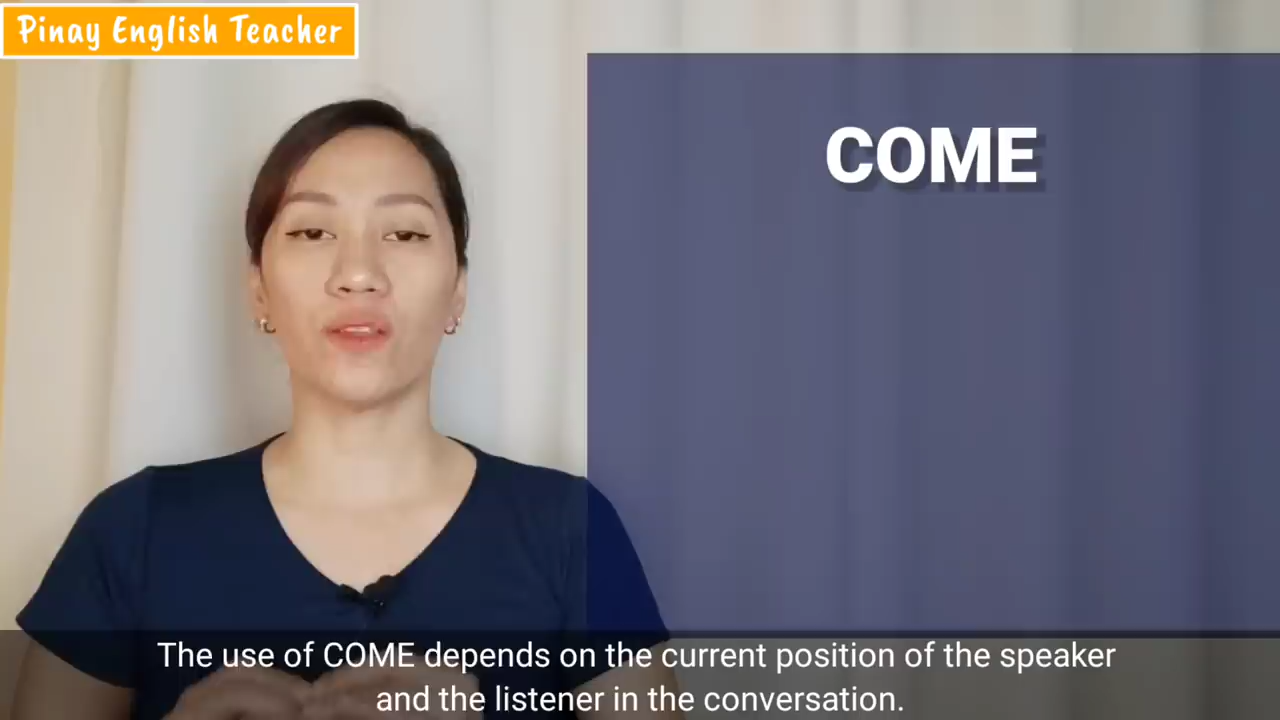 Pinay English Teacher
COME
The use of COME depends on the current position of the speaker
and the listener in the conversation.